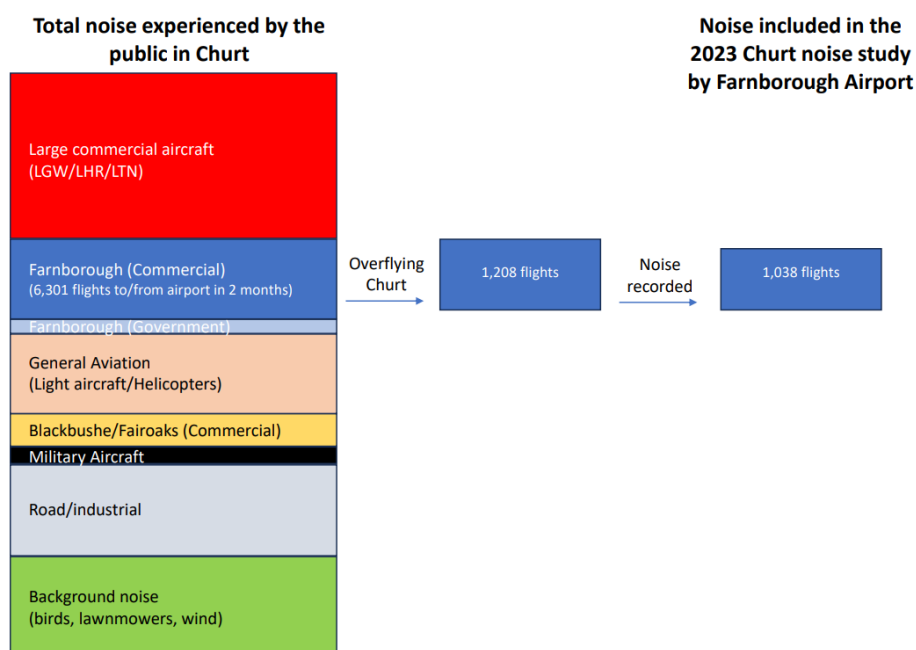 Total noise experienced by the
public in Churt
Noise included in the
2023 Churt noise study
by Farnborough Airport
Large commercial aircraft
(LGW/LHR/LTN)
Farnborough (Commercial)
(6,301 flights to/from airport in 2 months)
Overflying
Churt
1,208 flights
Noise
recorded
1,038 flights
Farnborough (Government)
General Aviation
(Light aircraft/Helicopters)
Blackbushe/Fairoaks (Commercial)
Military Aircraft
Road/industrial
Background noise
(birds, lawnmowers, wind)